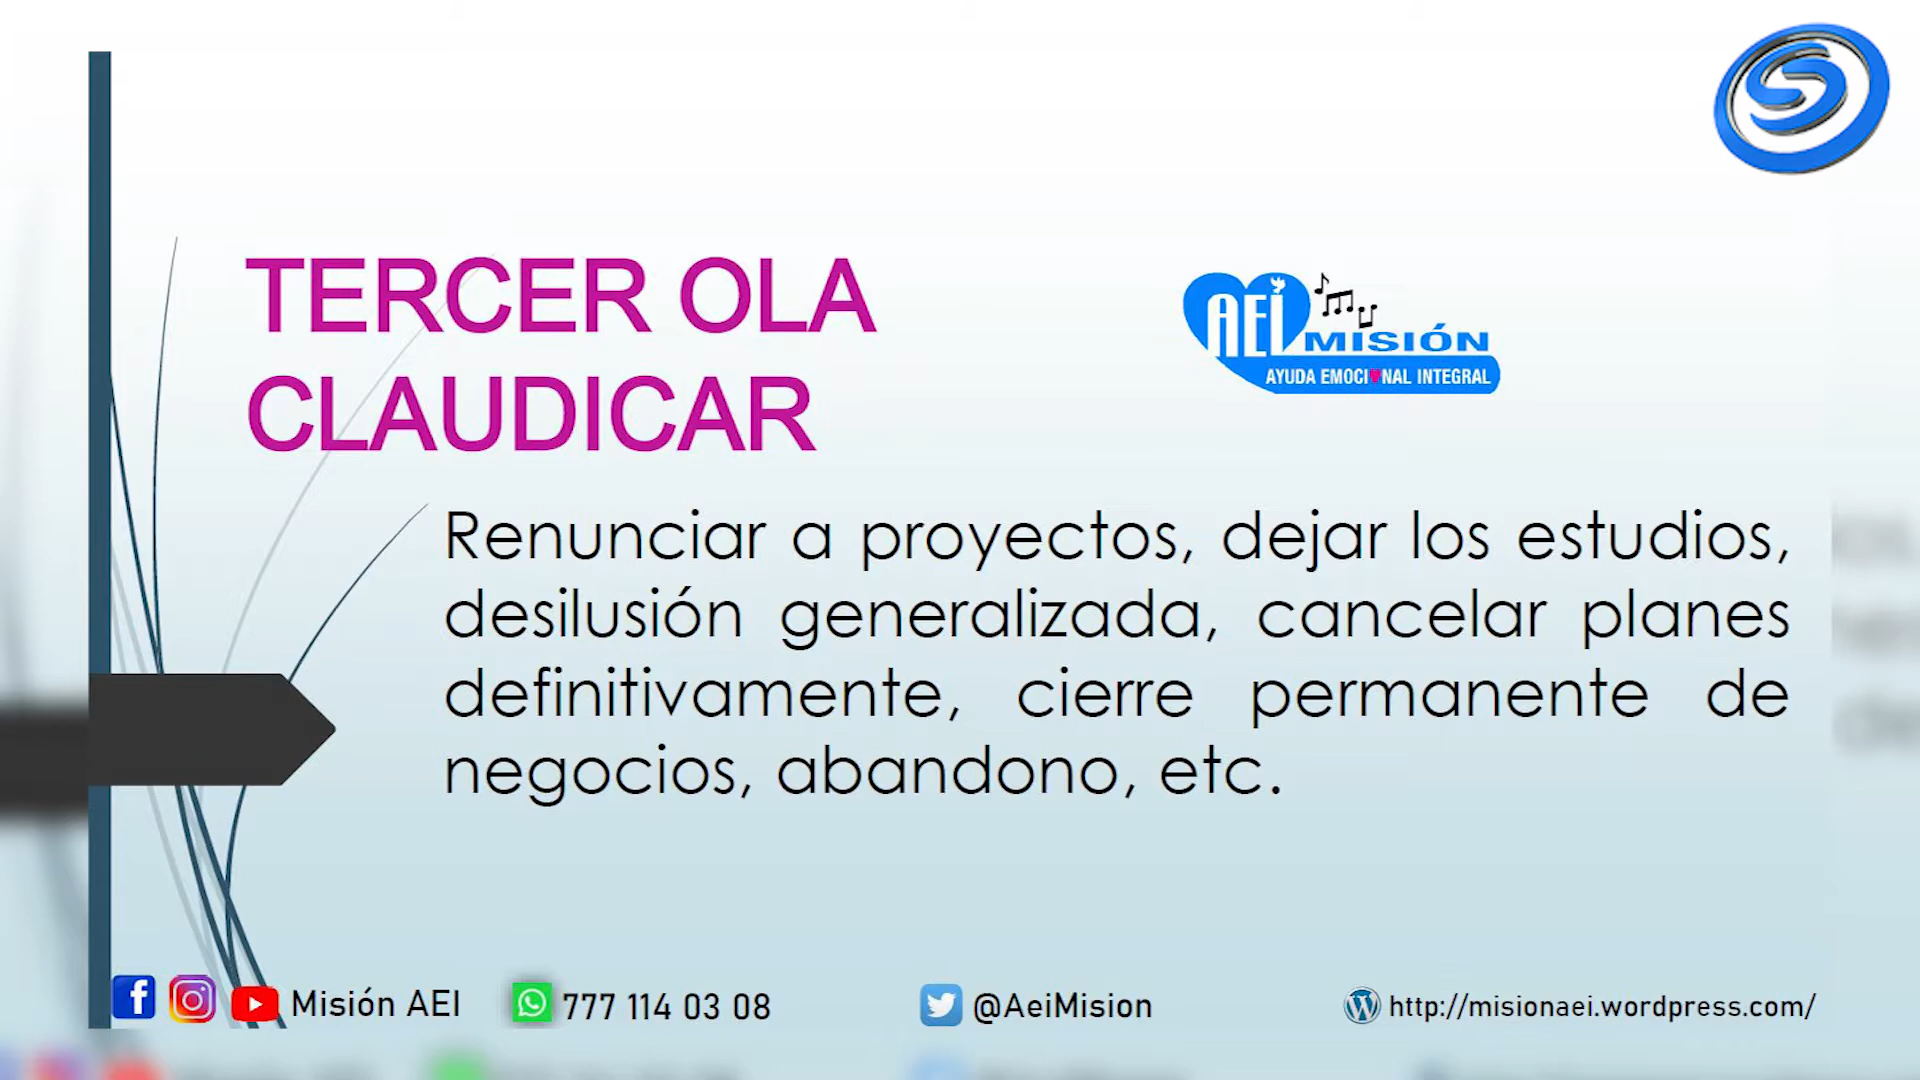 TERCER OLA
CLAUDICAR
AEI MISIÓN
AYUDA EMOCIONAL INTEGRAL
Renunciar a proyectos, dejar los estudios,
desilusión generalizada, cancelar planes
definitivamente, cierre permanente de
negocios, abandono, etc.
Misión AEI 777 114 03 08 @AeiMision http://misionaei.wordpress.com/